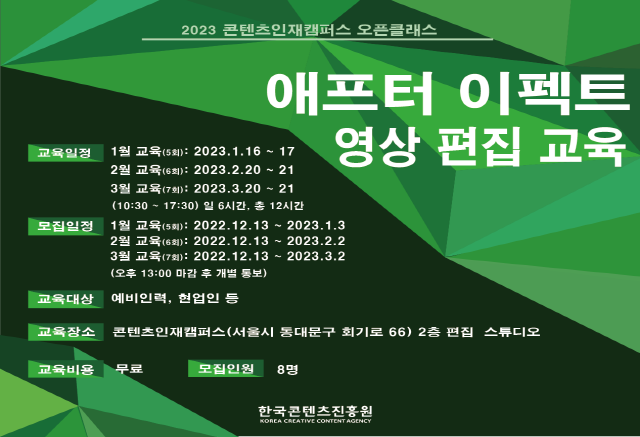 2023 콘텐츠인재캠퍼스 오픈클래스
애프터 이펙트
영상 편집 교육
교육일정 1월 교육(5회): 2023.1.16 ~ 17
2월 교육(6회): 2023.2.20 ~ 21
3월 교육(7회): 2023.3.20 ~ 21
(10:30 ~ 17:30) 일 6시간, 총 12시간
모집일정 1월 교육(5회): 2022.12.13 ~ 2023.1.3
2월 교육(6회): 2022.12.13 ~ 2023.2.2
3월 교육(7회): 2022.12.13 ~ 2023.3.2
(오후 13:00 마감 후 개별 통보)
교육대상 예비인력, 현업인 등
교육장소 콘텐츠인재캠퍼스(서울시 동대문구 회기로 66) 2층 편집 스튜디오
교육비용 무료 모집인원 8명
한국콘텐츠진흥원
KOREA CREATIVE CONTENT AGENCY